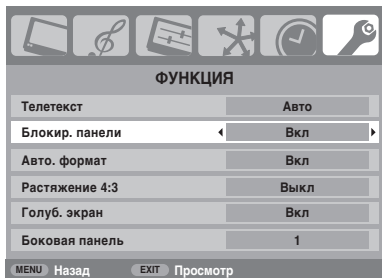 ФУНКЦИЯ
Телетекст Авто
Блокир. панели Вкл
Авто. формат Вкл
Растяжение 4:3 Выкл
Голуб. экран Вкл
Боковая панель 1
MENU Назад EXIT Просмотр